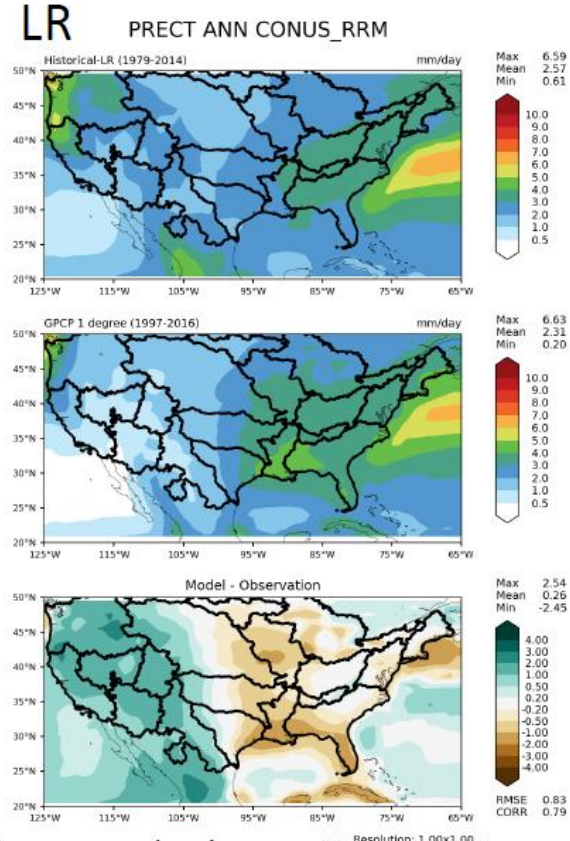 LR PRECT ANN CONUS_RRM
Historical-LR (1979-2014) mm/day
Max 6.59
Mean 2.57
Min 0.61
50°N
45°N
40°N
35°N
30°N
25°N
20°N
125°W 115°W 105°W 95°W 85°W 75°W 65°W
10.0
9.0
8.0
7.0
6.0
5.0
4.0
3.0
2.0
1.0
0.5
GPCP 1 degree (1997-2016) mm/day
Max 6.63
Mean 2.31
Min 0.20
50°N
45°N
40°N
35°N
30°N
25°N
20°N
125°W 115°W 105°W 95°W 85°W 75°W 65°W
10.0
9.0
8.0
7.0
6.0
5.0
4.0
3.0
2.0
1.0
0.5
Model - Observation
Max 2.54
Mean 0.26
Min -2.45
50°N
45°N
40°N
35°N
30°N
25°N
20°N
125°W 115°W 105°W 95°W 85°W 75°W 65°W
4.00
3.00
2.00
1.00
0.50
0.20
-0.20
-0.50
-1.00
-2.00
-3.00
-4.00
RMSE 0.83
CORR 0.79
Resolution: 1.00x1.00